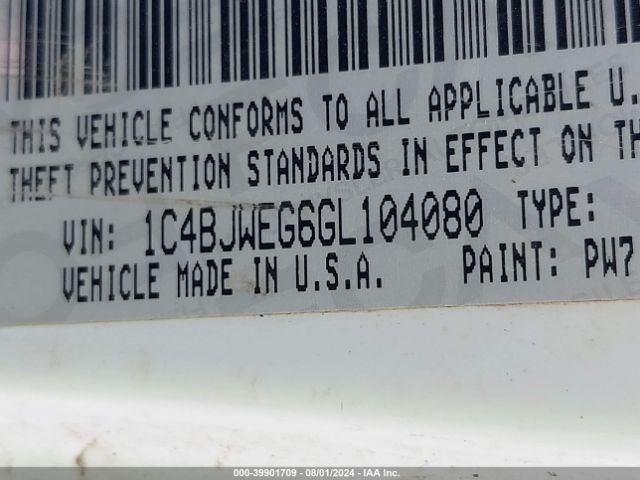 THIS VEHICLE CONFORMS TO ALL APPLICABLE U.
THEFT PREVENTION STANDARDS IN EFFECT ON TH
VIN: 1C4BJWEG6GL104080 TYPE:
VEHICLE MADE IN U.S.A. PAINT: PW7
000-39901709 - 08/01/2024 - IAA Inc.